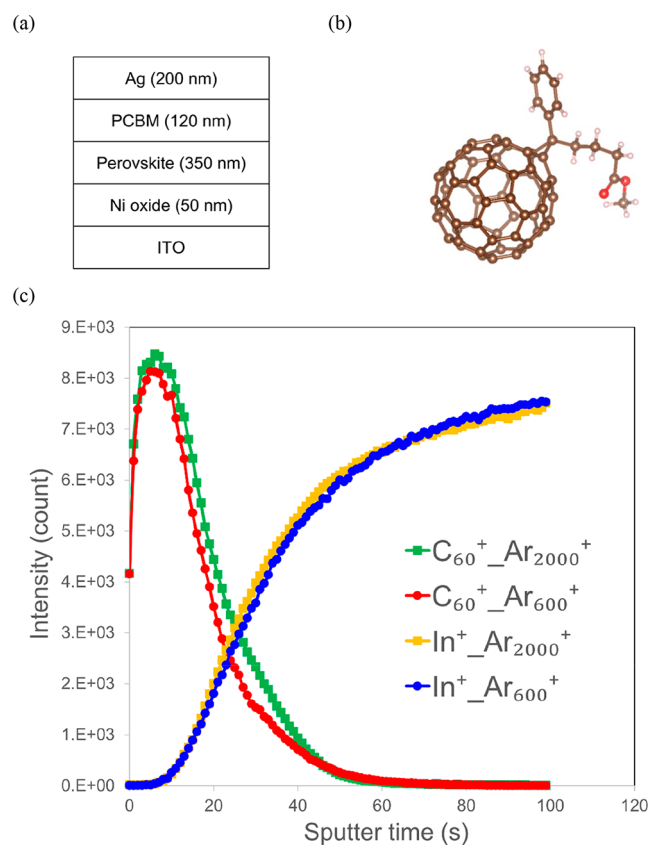 (a)
(b)
Ag (200 nm)
PCBM (120 nm)
Perovskite (350 nm)
Ni oxide (50 nm)
ITO
(c)
9.E+03
8.E+03
7.E+03
6.E+03
5.E+03
4.E+03
3.E+03
2.E+03
1.E+03
0.E+00
Intensity (count)
C₆₀⁺_Ar₂₀₀₀⁺
C₆₀⁺_Ar₆₀₀⁺
In⁺_Ar₂₀₀₀⁺
In⁺_Ar₆₀₀⁺
0 20 40 60 80 100 120
Sputter time (s)